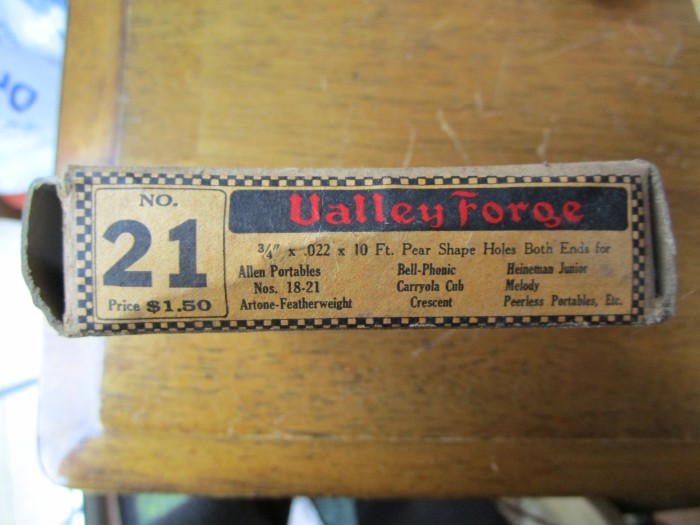 NO.
21
Price $1.50
Valley Forge
3/4" x .022 x 10 Ft. Pear Shape Holes Both Ends for
Allen Portables
Nos. 18-21
Artone-Featherweight
Bell-Phonic
Carryola Cub
Crescent
Heineman Junior
Melody
Peerless Portables, Etc.